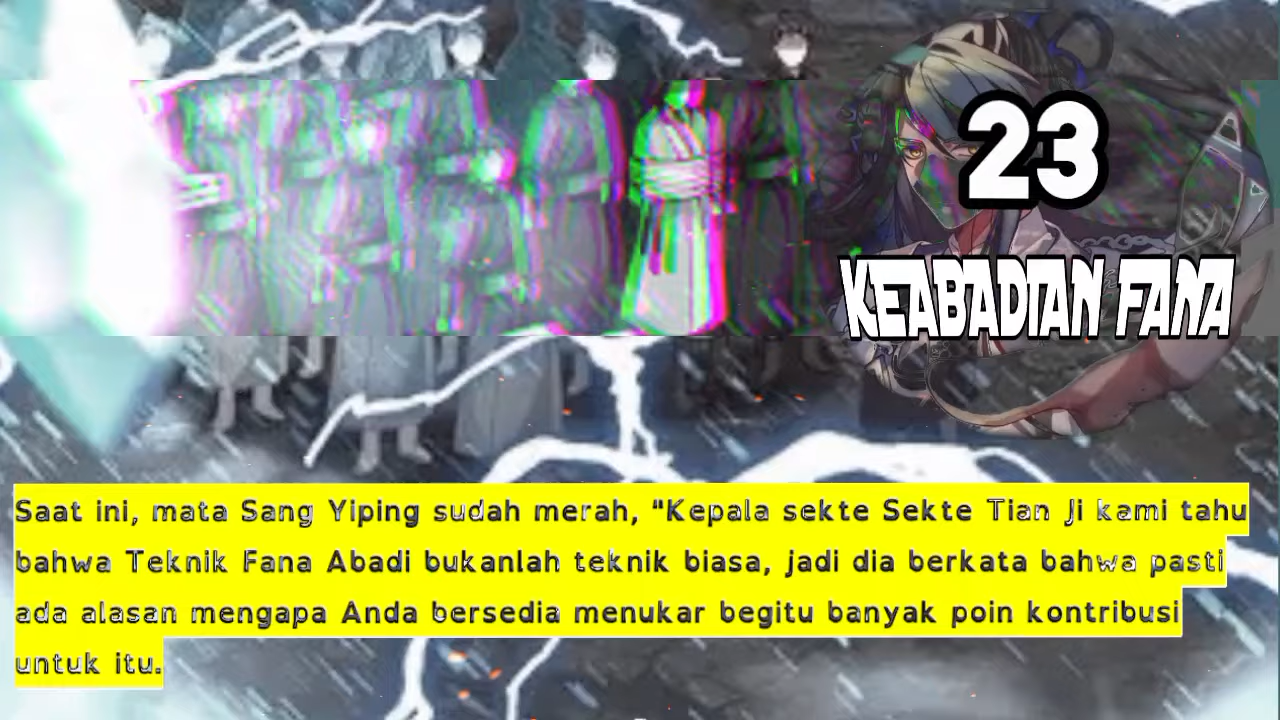 23
KEABADIAN FANA
Saat ini, mata Sang Yiping sudah merah, "Kepala sekte Sekte Tian Ji kami tahu
bahwa Teknik Fana Abadi bukanlah teknik biasa, jadi dia berkata bahwa pasti
ada alasan mengapa Anda bersedia menukar begitu banyak poin kontribusi
untuk itu.